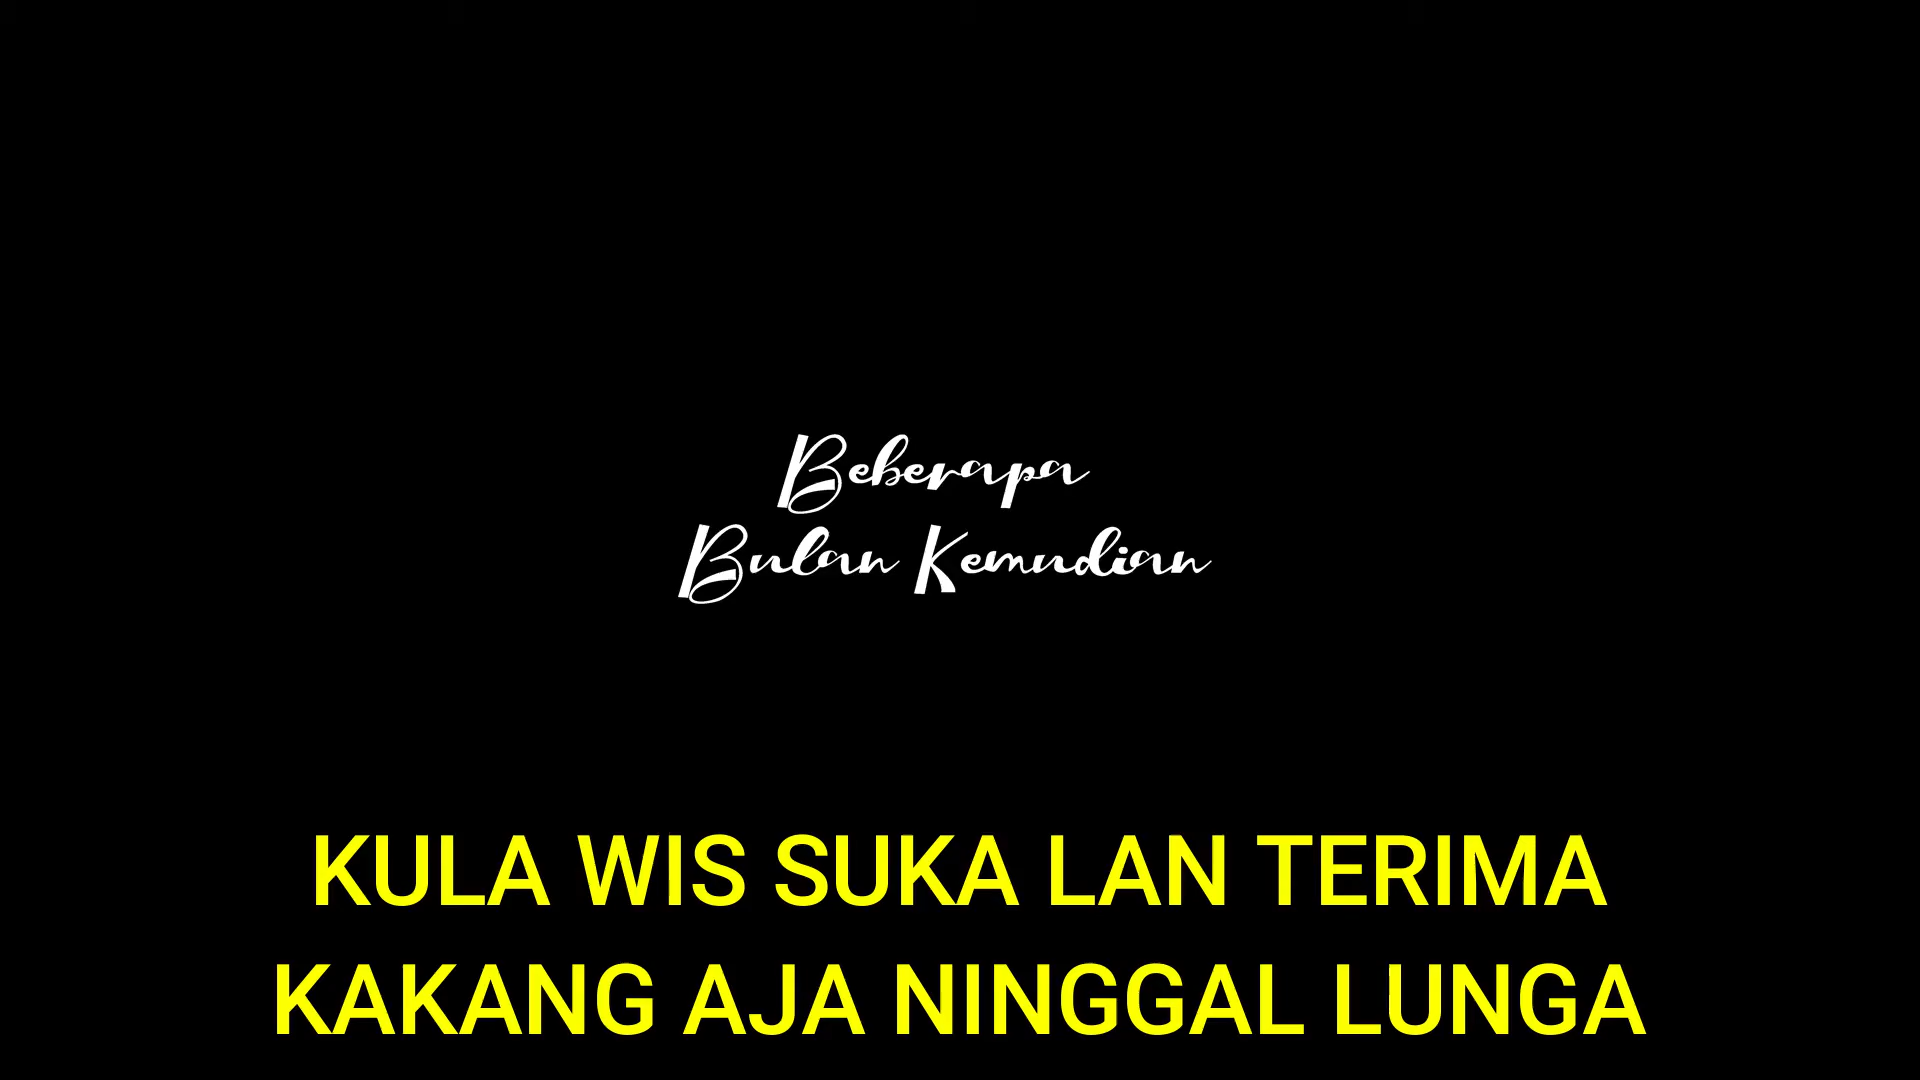 Beberapa
Bulan Kemudian
KULA WIS SUKA LAN TERIMA
KAKANG AJA NINGGAL LUNGA